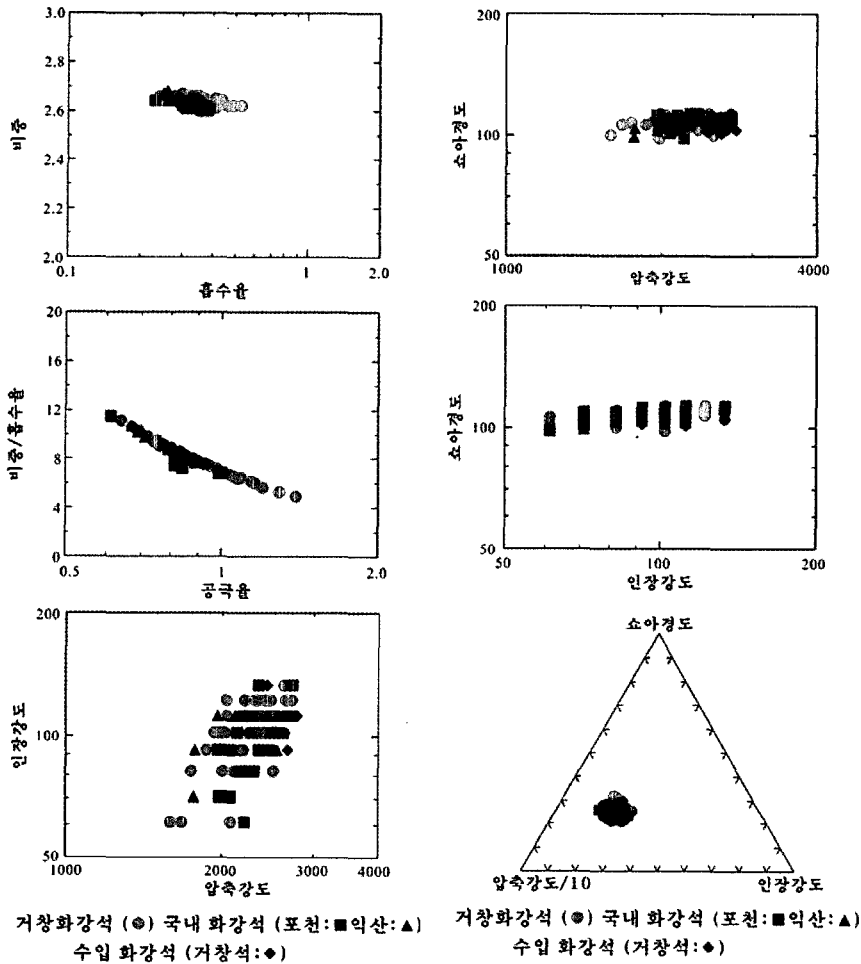 3.0
2.8
2.6
2.4
2.2
2.0
비중
0.1
1
2.0
흡수율
200
100
50
쇼아경도
1000
4000
압축강도
20
16
12
8
4
0
비중/흡수율
0.5
1
2.0
공극율
200
100
50
쇼아경도
50
100
200
인장강도
200
100
50
인장강도
1000
2000
3000
4000
압축강도
쇼아경도
압축강도/10
인장강도
거창화강석 (●) 국내 화강석 (포천:■익산:▲)
수입 화강석 (거창석:◆)
거창화강석 (●) 국내 화강석 (포천:■익산:▲)
수입 화강석 (거창석:◆)